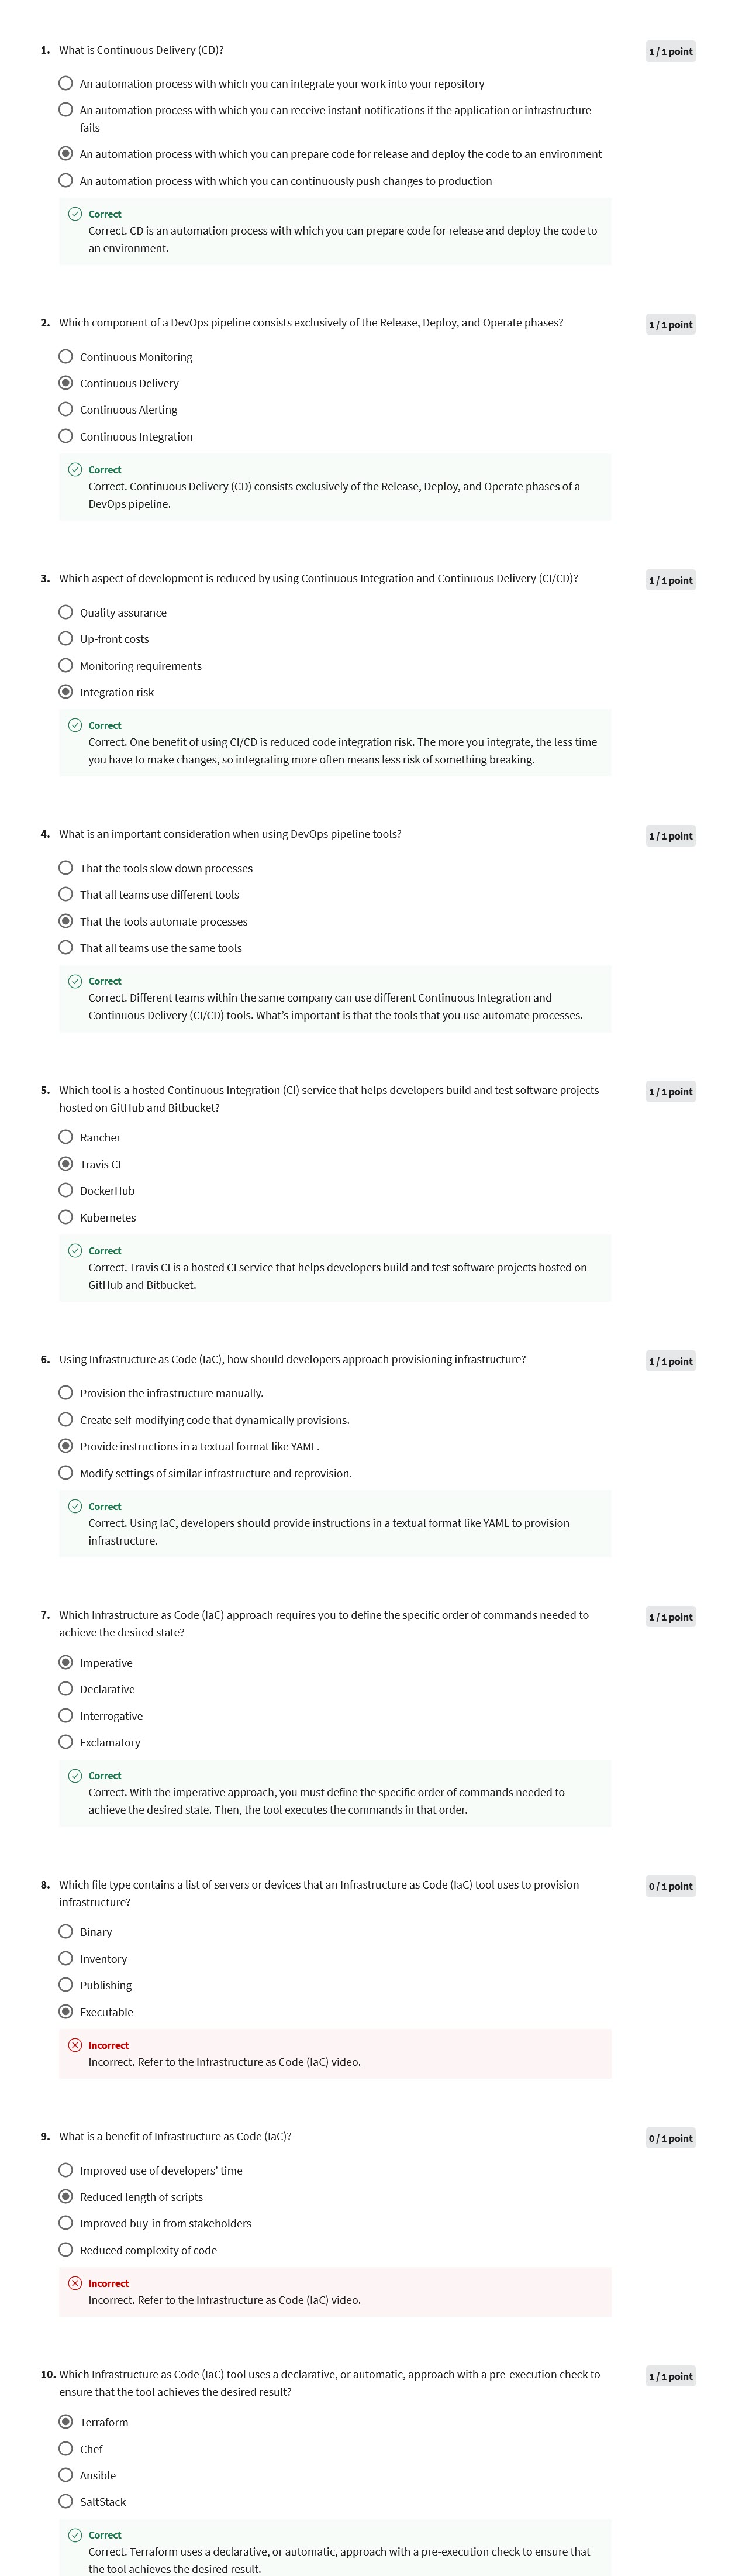 1. What is Continuous Delivery (CD)?
1 / 1 point
An automation process with which you can integrate your work into your repository
An automation process with which you can receive instant notifications if the application or infrastructure
fails
An automation process with which you can prepare code for release and deploy the code to an environment
An automation process with which you can continuously push changes to production
Correct
Correct. CD is an automation process with which you can prepare code for release and deploy the code to
an environment.
2. Which component of a DevOps pipeline consists exclusively of the Release, Deploy, and Operate phases?
1 / 1 point
Continuous Monitoring
Continuous Delivery
Continuous Alerting
Continuous Integration
Correct
Correct. Continuous Delivery (CD) consists exclusively of the Release, Deploy, and Operate phases of a
DevOps pipeline.
3. Which aspect of development is reduced by using Continuous Integration and Continuous Delivery (CI/CD)?
1 / 1 point
Quality assurance
Up-front costs
Monitoring requirements
Integration risk
Correct
Correct. One benefit of using CI/CD is reduced code integration risk. The more you integrate, the less time
you have to make changes, so integrating more often means less risk of something breaking.
4. What is an important consideration when using DevOps pipeline tools?
1 / 1 point
That the tools slow down processes
That all teams use different tools
That the tools automate processes
That all teams use the same tools
Correct
Correct. Different teams within the same company can use different Continuous Integration and
Continuous Delivery (CI/CD) tools. What’s important is that the tools that you use automate processes.
5. Which tool is a hosted Continuous Integration (CI) service that helps developers build and test software projects
hosted on GitHub and Bitbucket?
1 / 1 point
Rancher
Travis CI
DockerHub
Kubernetes
Correct
Correct. Travis CI is a hosted CI service that helps developers build and test software projects hosted on
GitHub and Bitbucket.
6. Using Infrastructure as Code (IaC), how should developers approach provisioning infrastructure?
1 / 1 point
Provision the infrastructure manually.
Create self-modifying code that dynamically provisions.
Provide instructions in a textual format like YAML.
Modify settings of similar infrastructure and reprovision.
Correct
Correct. Using IaC, developers should provide instructions in a textual format like YAML to provision
infrastructure.
7. Which Infrastructure as Code (IaC) approach requires you to define the specific order of commands needed to
achieve the desired state?
1 / 1 point
Imperative
Declarative
Interrogative
Exclamatory
Correct
Correct. With the imperative approach, you must define the specific order of commands needed to
achieve the desired state. Then, the tool executes the commands in that order.
8. Which file type contains a list of servers or devices that an Infrastructure as Code (IaC) tool uses to provision
infrastructure?
0 / 1 point
Binary
Inventory
Publishing
Executable
Incorrect
Incorrect. Refer to the Infrastructure as Code (IaC) video.
9. What is a benefit of Infrastructure as Code (IaC)?
0 / 1 point
Improved use of developers’ time
Reduced length of scripts
Improved buy-in from stakeholders
Reduced complexity of code
Incorrect
Incorrect. Refer to the Infrastructure as Code (IaC) video.
10. Which Infrastructure as Code (IaC) tool uses a declarative, or automatic, approach with a pre-execution check to
ensure that the tool achieves the desired result?
1 / 1 point
Terraform
Chef
Ansible
SaltStack
Correct
Correct. Terraform uses a declarative, or automatic, approach with a pre-execution check to ensure that
the tool achieves the desired result.